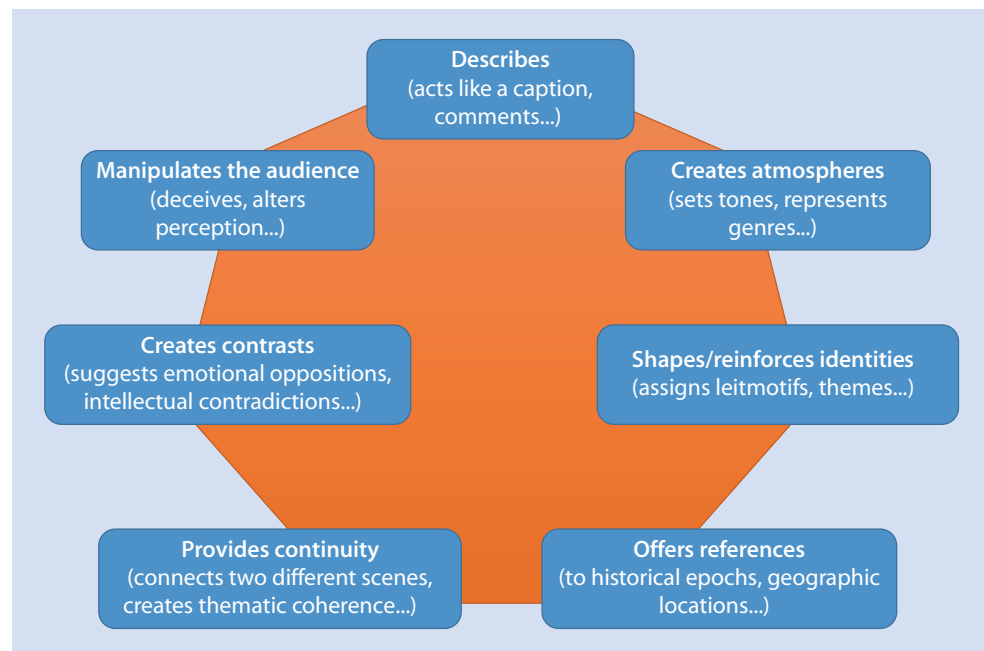 Describes
(acts like a caption,
comments...)
Creates atmospheres
(sets tones, represents
genres...)
Shapes/reinforces identities
(assigns leitmotifs, themes...)
Offers references
(to historical epochs, geographic
locations...)
Provides continuity
(connects two different scenes,
creates thematic coherence...)
Creates contrasts
(suggests emotional oppositions,
intellectual contradictions...)
Manipulates the audience
(deceives, alters
perception...)